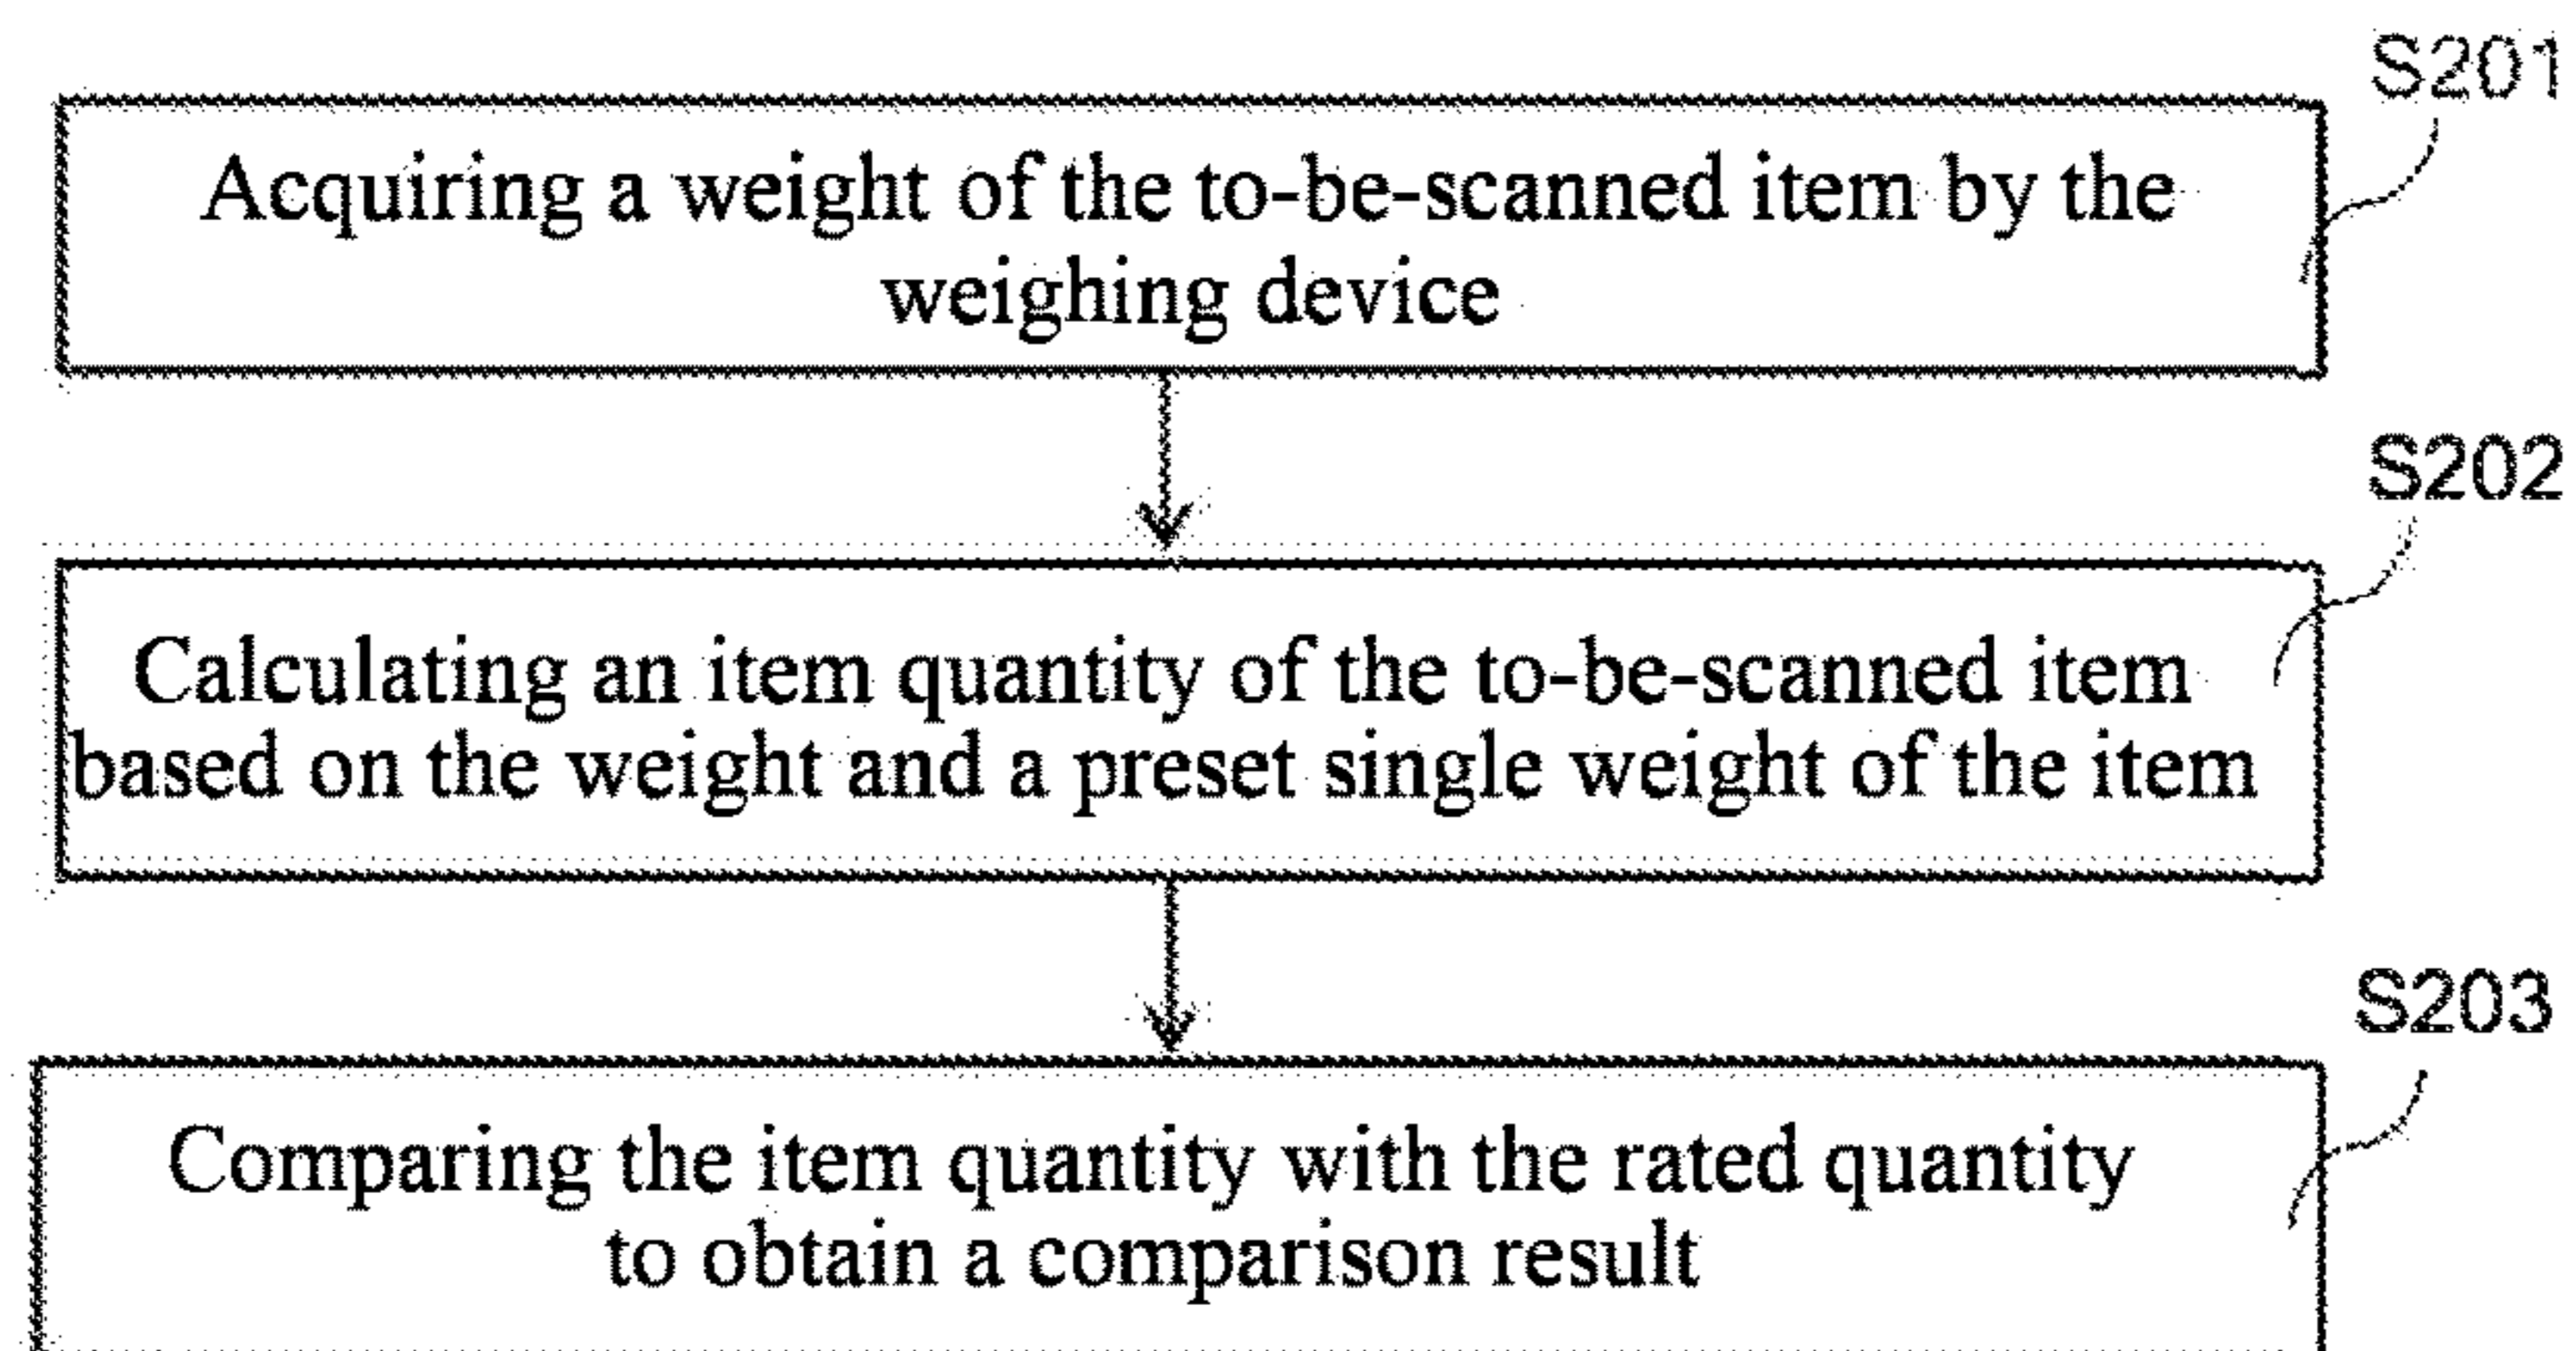 S201
Acquiring a weight of the to-be-scanned item by the
weighing device
S202
Calculating an item quantity of the to-be-scanned item
based on the weight and a preset single weight of the item
S203
Comparing the item quantity with the rated quantity
to obtain a comparison result